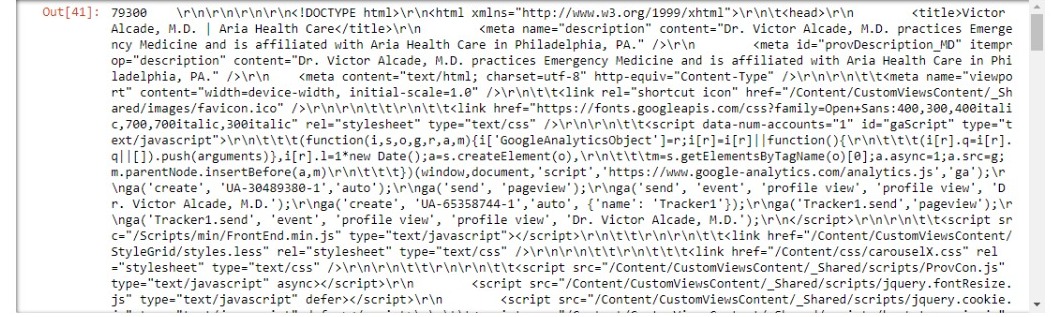 Out[41]: 79300    \r\n\r\n\r\n\r\n<!DOCTYPE html>\r\n<html xmlns="http://www.w3.org/1999/xhtml">\r\n\t<head>\r\n        <title>Victor
Alcade, M.D. | Aria Health Care</title>\r\n        <meta name="description" content="Dr. Victor Alcade, M.D. practices Emerge
ncy Medicine and is affiliated with Aria Health Care in Philadelphia, PA." />\r\n        <meta id="provDescription_MD" itempr
op="description" content="Dr. Victor Alcade, M.D. practices Emergency Medicine and is affiliated with Aria Health Care in Phi
ladelphia, PA." />\r\n    <meta content="text/html; charset=utf-8" http-equiv="Content-Type" />\r\n\r\n\t\t<meta name="viewpo
rt" content="width=device-width, initial-scale=1.0" />\r\n\t\t<link rel="shortcut icon" href="/Content/CustomViewsContent/_Sh
ared/images/favicon.ico" />\r\n\r\n\r\n\t\t<link href="https://fonts.googleapis.com/css?family=Open+Sans:400,300,400itali
c,700,700italic,300italic" rel="stylesheet" type="text/css" />\r\n\r\n\t\t<script data-num-accounts="1" id="gaScript" type="t
ext/javascript">\r\n\t\t\t(function(i,s,o,g,r,a,m){i['GoogleAnalyticsObject']=r;i[r]=i[r]||function(){\r\n\t\t\t(i[r].q=i[r].
q||[]).push(arguments)},i[r].l=1*new Date();a=s.createElement(o),\r\n\t\t\tm=s.getElementsByTagName(o)[0];a.async=1;a.src=g;
m.parentNode.insertBefore(a,m)\r\n\t\t\t})(window,document,'script','https://www.google-analytics.com/analytics.js','ga');\r
\nga('create', 'UA-30489380-1','auto');\r\nga('send', 'pageview');\r\nga('send', 'event', 'profile view', 'profile view', 'D
r. Victor Alcade, M.D.');\r\nga('create', 'UA-65358744-1','auto', {'name': 'Tracker1'});\r\nga('Tracker1.send','pageview');\r
\nga('Tracker1.send', 'event', 'profile view', 'profile view', 'Dr. Victor Alcade, M.D.');\r\n</script>\r\n\r\n\t\t<script sr
c="/Scripts/min/FrontEnd.min.js" type="text/javascript"></script>\r\n\t\t\r\n\r\n\t\t<link href="/Content/CustomViewsContent/
StyleGrid/styles.less" rel="stylesheet" type="text/css" />\r\n\r\n\t\t\r\n\t\t<link href="/Content/css/carouselX.css" rel
="stylesheet" type="text/css" />\r\n\r\n\t\t\r\n\r\n\t\t<script src="/Content/CustomViewsContent/_Shared/scripts/ProvCon.js"
type="text/javascript" async></script>\r\n        <script src="/Content/CustomViewsContent/_Shared/scripts/jquery.fontResize.
js" type="text/javascript" defer></script>\r\n        <script src="/Content/CustomViewsContent/_Shared/scripts/jquery.cookie.